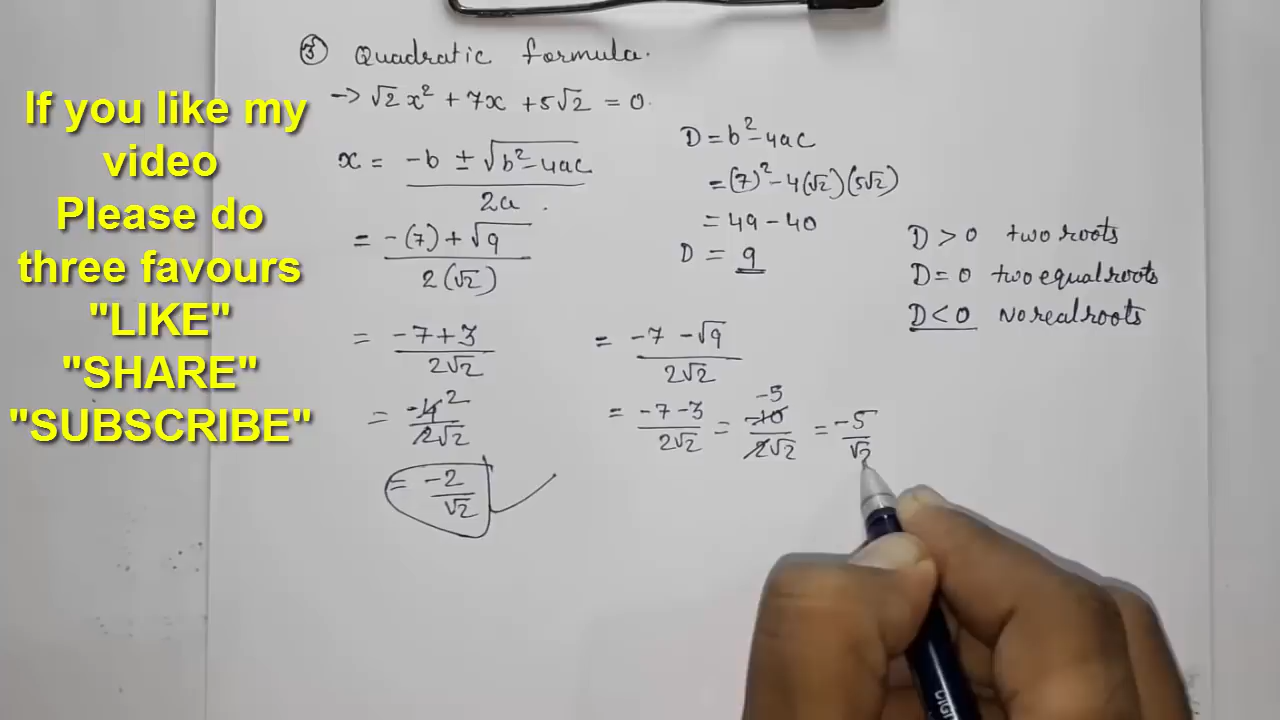 If you like my
video
Please do
three favours
"LIKE"
"SHARE"
"SUBSCRIBE"
③ Quadratic formula.
→ √2 x² + 7x + 5√2 = 0.
x = -b ± √b²-4ac
2a .
= -(7) + √9
2(√2)
= -7+3
2√2
= -4 2
2√2
= -2
√2
D = b² - 4ac
= (7)² - 4(√2)(5√2)
= 49 - 40
D = 9
D > 0 two roots
D = 0 two equal roots
D < 0 No real roots
= -7 - √9
2√2
-5
= -7-3 = -10 = -5
2√2 2√2 √2
DIGI